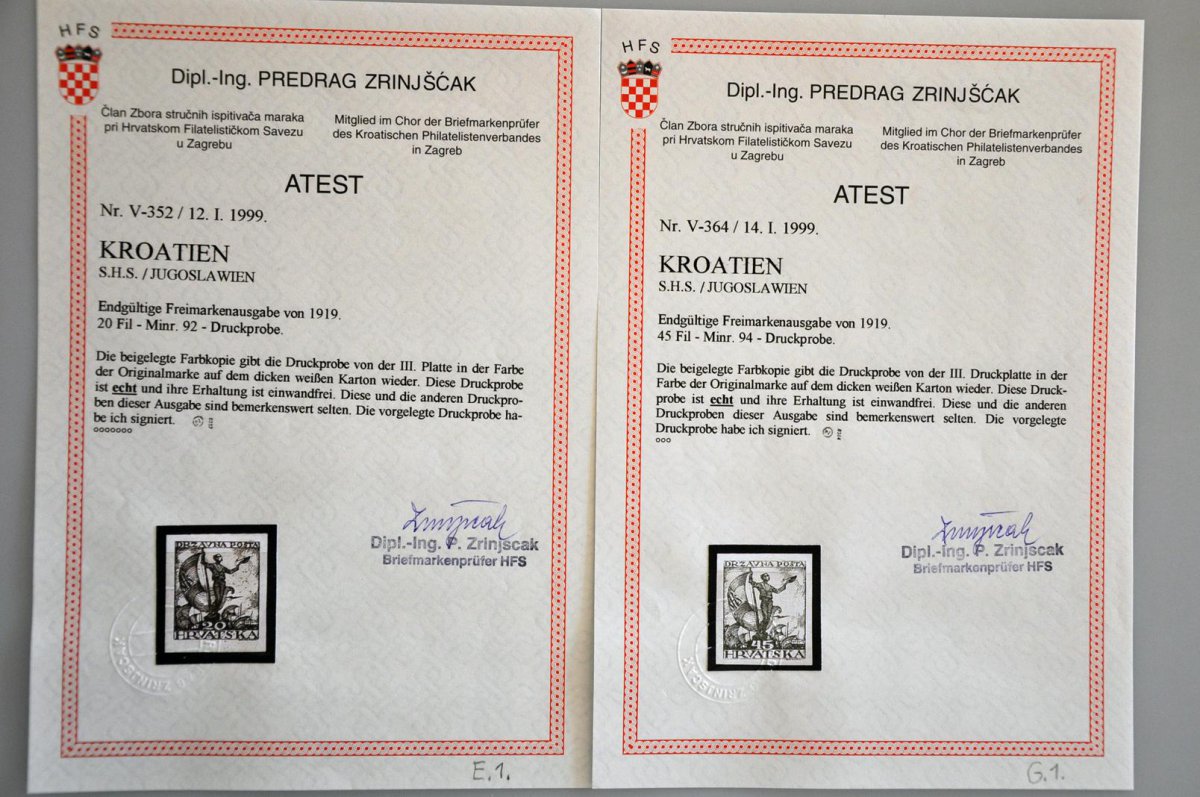 HFS
Dipl.-Ing. PREDRAG ZRINJŠĆAK
Član Zbora stručnih ispitivača maraka
pri Hrvatskom Filatelističkom Savezu
u Zagrebu
Mitglied im Chor der Briefmarkenprüfer
des Kroatischen Philatelistenverbandes
in Zagreb
ATEST
Nr. V-352 / 12. I. 1999.
KROATIEN
S.H.S. / JUGOSLAWIEN
Endgültige Freimarkenausgabe von 1919.
20 Fil - Minr. 92 - Druckprobe.
Die beigelegte Farbkopie gibt die Druckprobe von der III. Platte in der Farbe
der Originalmarke auf dem dicken weißen Karton wieder. Diese Druckprobe
ist echt und ihre Erhaltung ist einwandfrei. Diese und die anderen Druckpro-
ben dieser Ausgabe sind bemerkenswert selten. Die vorgelegte Druckprobe ha-
be ich signiert.
Dipl.-Ing. P. Zrinjscak
Briefmarkenprüfer HFS
DRŽAVNA POŠTA
20
HRVATSKA
E.1.
HFS
Dipl.-Ing. PREDRAG ZRINJŠĆAK
Član Zbora stručnih ispitivača maraka
pri Hrvatskom Filatelističkom Savezu
u Zagrebu
Mitglied im Chor der Briefmarkenprüfer
des Kroatischen Philatelistenverbandes
in Zagreb
ATEST
Nr. V-364 / 14. I. 1999.
KROATIEN
S.H.S. / JUGOSLAWIEN
Endgültige Freimarkenausgabe von 1919.
45 Fil - Minr. 94 - Druckprobe.
Die beigelegte Farbkopie gibt die Druckprobe von der III. Druckplatte in der
Farbe der Originalmarke auf dem dicken weißen Karton wieder. Diese Druck-
probe ist echt und ihre Erhaltung ist einwandfrei. Diese und die anderen
Druckproben dieser Ausgabe sind bemerkenswert selten. Die vorgelegte
Druckprobe habe ich signiert.
Dipl.-Ing. P. Zrinjscak
Briefmarkenprüfer HFS
DRŽAVNA POŠTA
45
HRVATSKA
G.1.